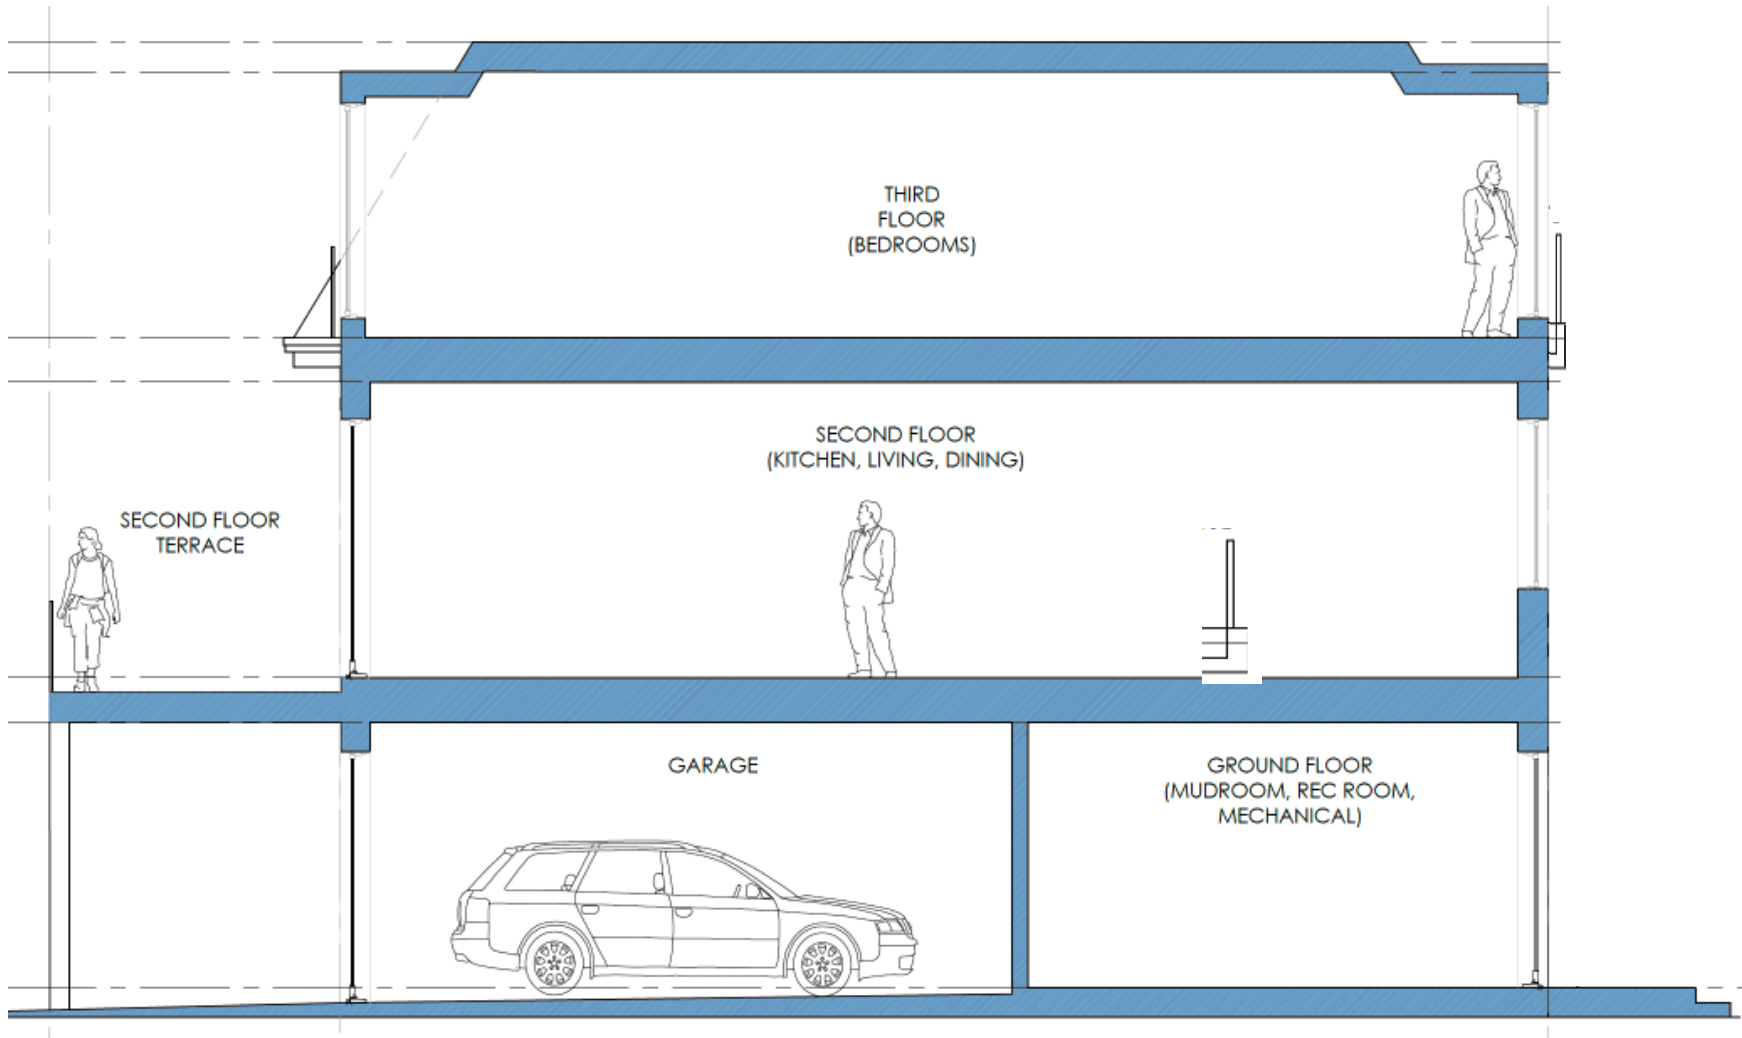 THIRD
FLOOR
(BEDROOMS)
SECOND FLOOR
(KITCHEN, LIVING, DINING)
SECOND FLOOR
TERRACE
GARAGE
GROUND FLOOR
(MUDROOM, REC ROOM,
MECHANICAL)